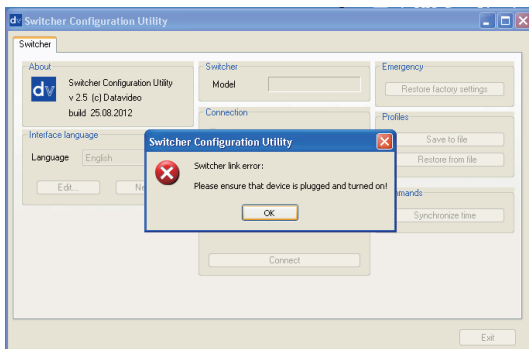 dv Switcher Configuration Utility
Switcher
About
dv
Switcher Configuration Utility
v 2.5 (c) Datavideo
build 25.08.2012
Interface language
Language English
Edit...
Switcher
Model
Connection
Connect
Emergency
Restore factory settings
Profiles
Save to file
Restore from file
Synchronize time
Switcher Configuration Utility
Switcher link error:
Please ensure that device is plugged and turned on!
OK
Exit